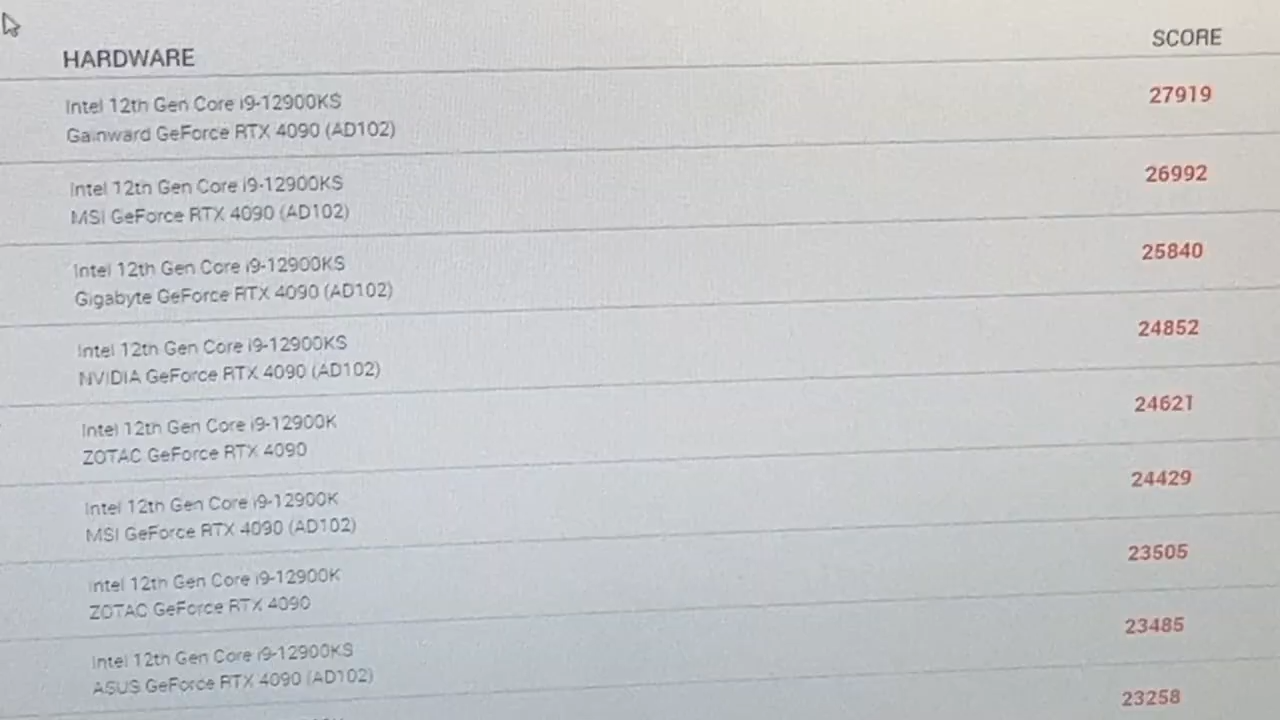 HARDWARE SCORE
Intel 12th Gen Core i9-12900KS
Gainward GeForce RTX 4090 (AD102)
27919
Intel 12th Gen Core i9-12900KS
MSI GeForce RTX 4090 (AD102)
26992
Intel 12th Gen Core i9-12900KS
Gigabyte GeForce RTX 4090 (AD102)
25840
Intel 12th Gen Core i9-12900KS
NVIDIA GeForce RTX 4090 (AD102)
24852
Intel 12th Gen Core i9-12900K
ZOTAC GeForce RTX 4090
24621
Intel 12th Gen Core i9-12900K
MSI GeForce RTX 4090 (AD102)
24429
Intel 12th Gen Core i9-12900K
ZOTAC GeForce RTX 4090
23505
Intel 12th Gen Core i9-12900KS
ASUS GeForce RTX 4090 (AD102)
23485
23258